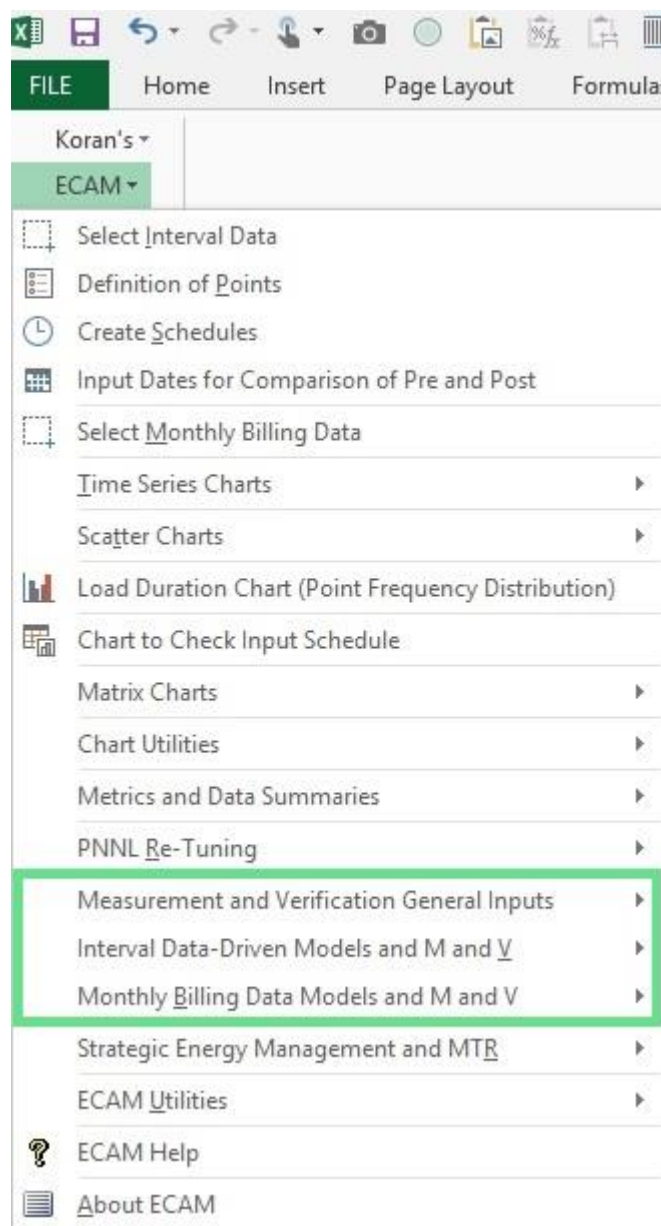 FILE Home Insert Page Layout Formulas
Koran's
ECAM
Select Interval Data
Definition of Points
Create Schedules
Input Dates for Comparison of Pre and Post
Select Monthly Billing Data
Time Series Charts
Scatter Charts
Load Duration Chart (Point Frequency Distribution)
Chart to Check Input Schedule
Matrix Charts
Chart Utilities
Metrics and Data Summaries
PNNL Re-Tuning
Measurement and Verification General Inputs
Interval Data-Driven Models and M and V
Monthly Billing Data Models and M and V
Strategic Energy Management and MTR
ECAM Utilities
ECAM Help
About ECAM